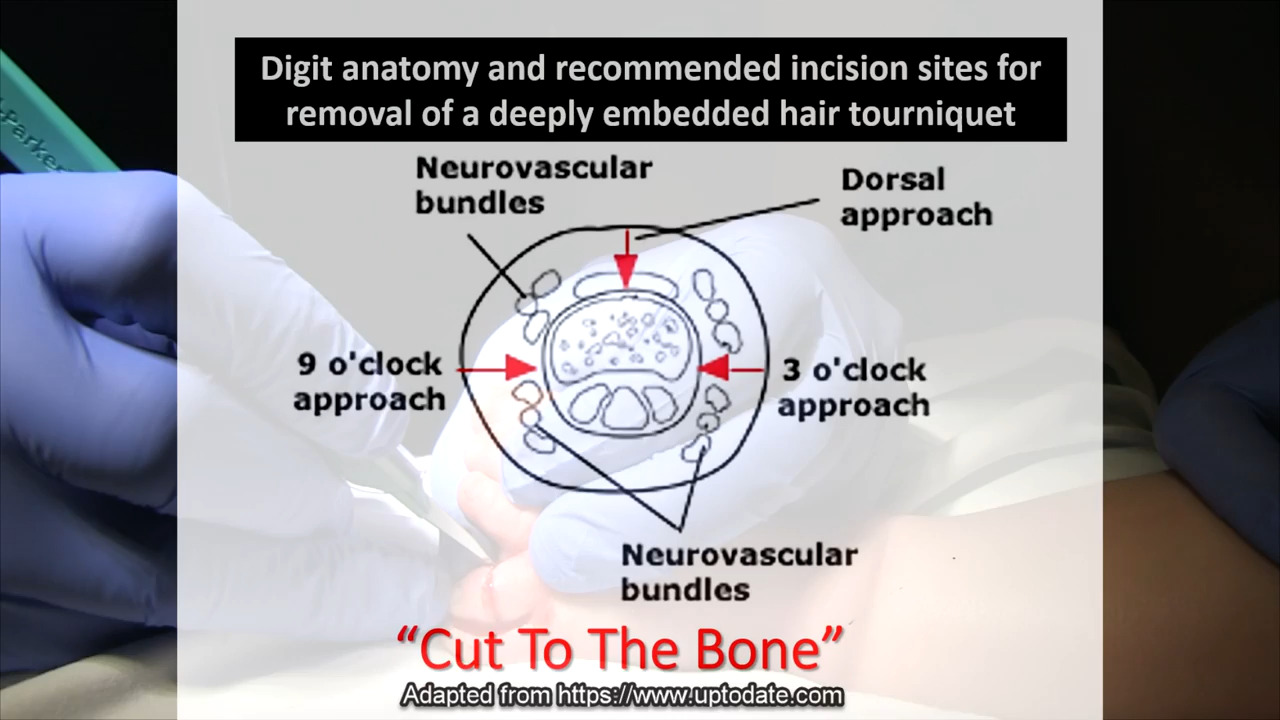 Digit anatomy and recommended incision sites for
removal of a deeply embedded hair tourniquet
Neurovascular
bundles
Dorsal
approach
9 o'clock
approach
3 o'clock
approach
Neurovascular
bundles
“Cut To The Bone”
Adapted from https://www.uptodate.com